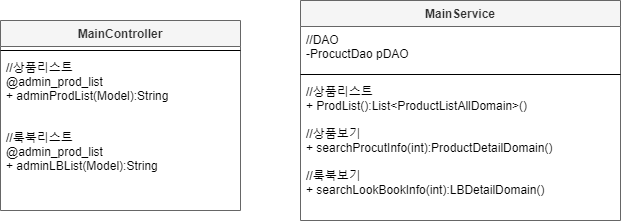 MainController
//상품리스트
@admin_prod_list
+ adminProdList(Model):String
//룩북리스트
@admin_prod_list
+ adminLBList(Model):String
MainService
//DAO
-ProcuctDao pDAO
//상품리스트
+ ProdList():List<ProductListAllDomain>()
//상품보기
+ searchProcutInfo(int):ProductDetailDomain()
//룩북보기
+ searchLookBookInfo(int):LBDetailDomain()